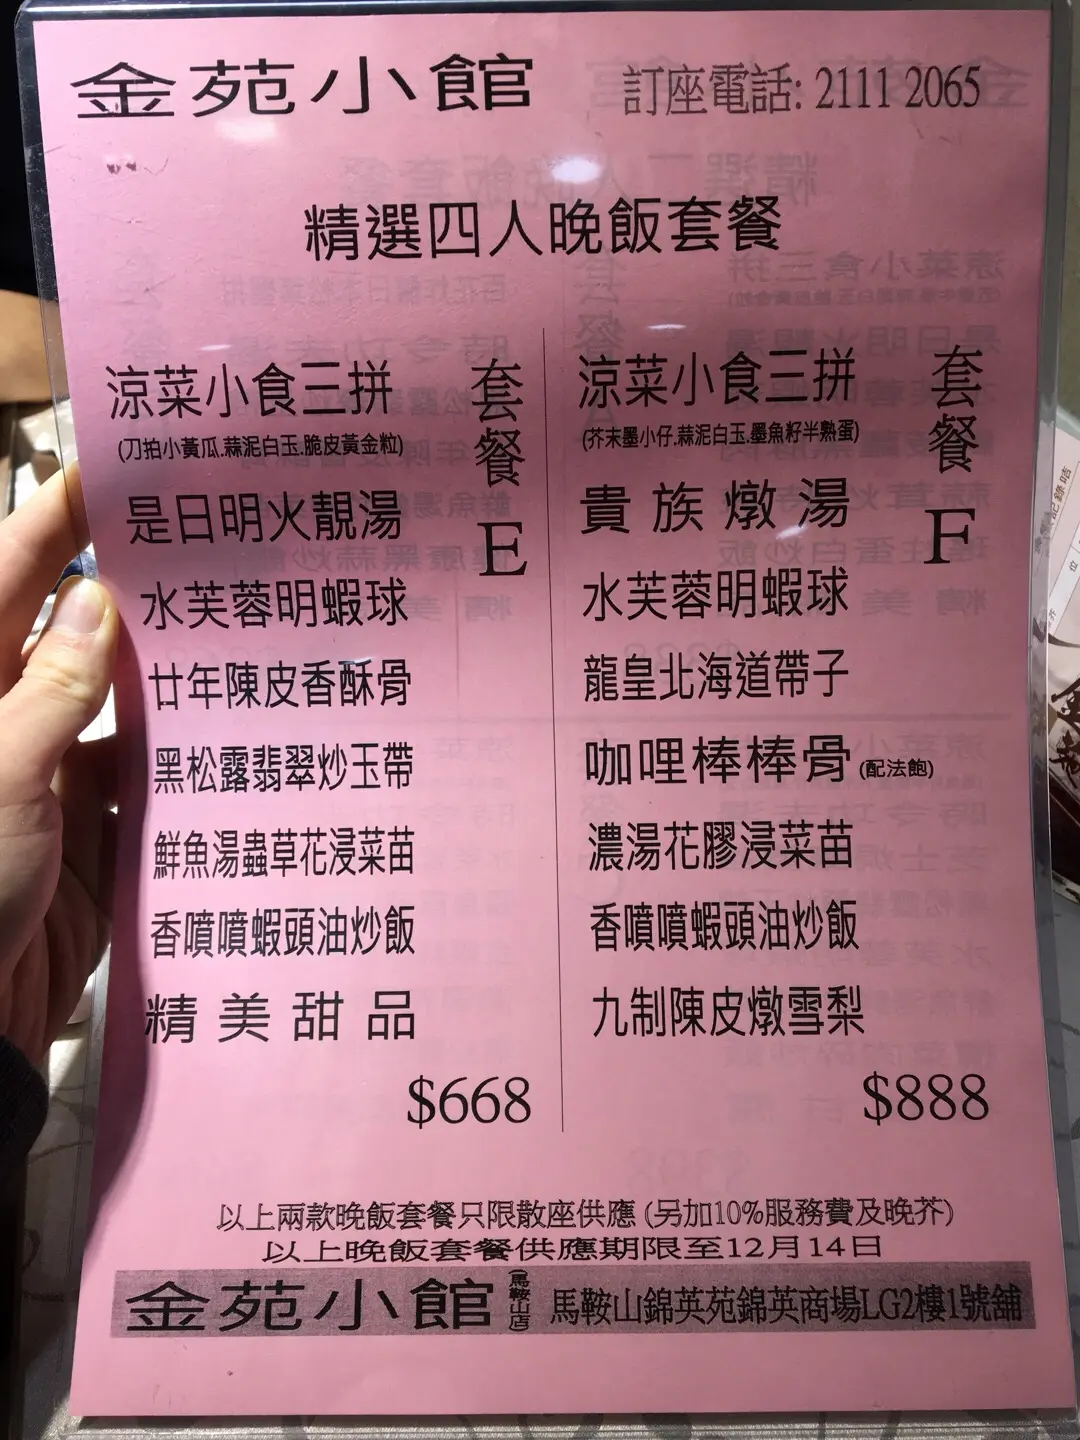 金苑小館
訂座電話: 2111 2065
精選四人晚飯套餐
套餐E
涼菜小食三拼
(刀拍小黃瓜.蒜泥白玉.脆皮黃金粒)
是日明火靚湯
水芙蓉明蝦球
廿年陳皮香酥骨
黑松露翡翠炒玉帶
鮮魚湯蟲草花浸菜苗
香噴噴蝦頭油炒飯
精美甜品
$668
套餐F
涼菜小食三拼
(芥末墨小仔.蒜泥白玉.墨魚籽半熟蛋)
貴族燉湯
水芙蓉明蝦球
龍皇北海道帶子
咖哩棒棒骨(配法飽)
濃湯花膠浸菜苗
香噴噴蝦頭油炒飯
九制陳皮燉雪梨
$888
以上兩款晚飯套餐只限散座供應 (另加10%服務費及晚芥)
以上晚飯套餐供應期限至12月14日
金苑小館(馬鞍山店) 馬鞍山錦英苑錦英商場LG2樓1號舖